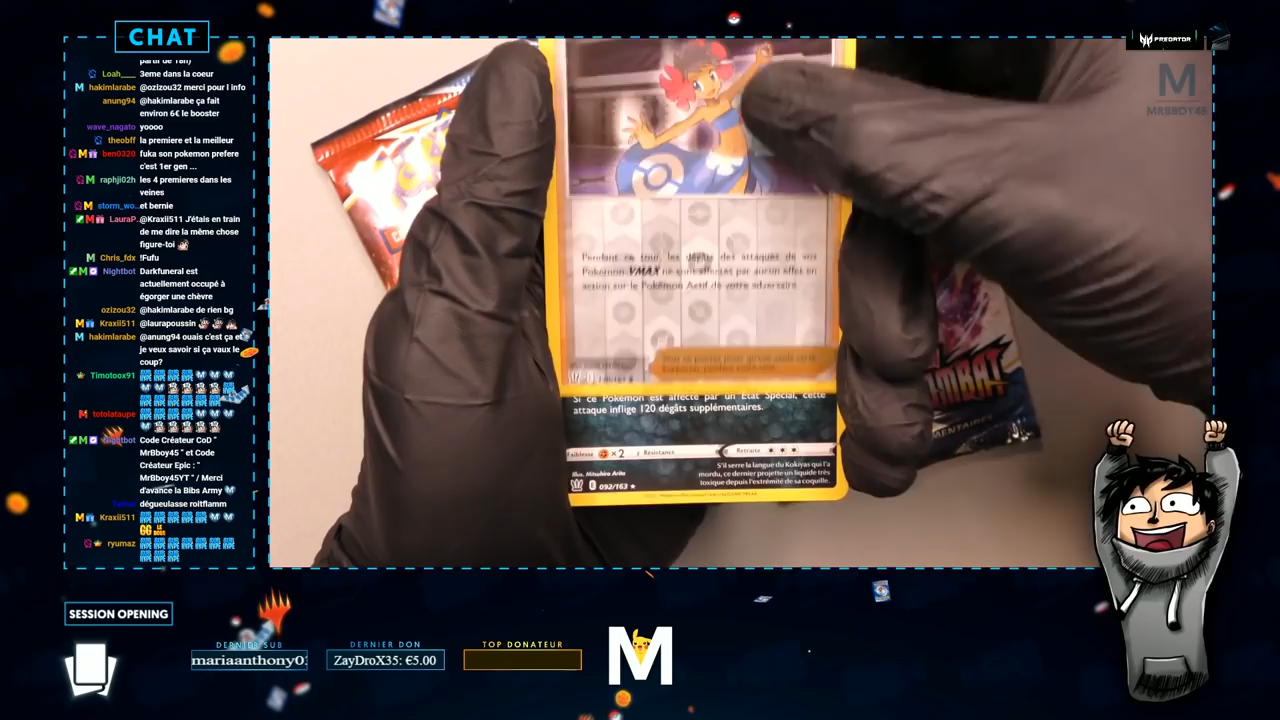 CHAT
partir de 18h)
Loah___ 3eme dans la coeur
hakimlarabe @ozizou32 merci pour l info
anung94 @hakimlarabe ça fait
environ 6€ le booster
wave_nagato yoooo
theobff la premiere et la meilleur
ben0320 fuka son pokemon prefere
c'est 1er gen ...
raphji02h les 4 premieres dans les
veines
storm_wo.. et bernie
LauraP.. @Kraxii511 J'étais en train
de me dire la même chose
figure-toi
Chris_fdx !Fufu
Nightbot Darkfuneral est
actuellement occupé à
égorger une chèvre
ozizou32 @hakimlarabe de rien bg
Kraxii511 @laurapoussin
hakimlarabe @anung94 ouais c'est ça et
je veux savoir si ça vaux le
coup?
Timotoox91
totolataupe
Nightbot Code Créateur CoD "
MrBboy45 " et Code
Créateur Epic : "
MrBboy45YT " / Merci
d'avance la Bibs Army
dégueulasse roitflamm
Kraxii511
GG
ryumaz
PREDATOR
M
MRBBOY45
Pendant ce tour, les dégâts des attaques de vos
Pokémon VMAX ne sont affectés par aucun effet en
action sur le Pokémon Actif de votre adversaire.
Si ce Pokémon est affecté par un État Spécial, cette
attaque inflige 120 dégâts supplémentaires.
Faiblesse ×2 Résistance Retraite
S'il serre la langue du Kokiyas qui l'a
mordu, ce dernier projette un liquide très
toxique depuis l'extrémité de sa coquille.
Illus. Mitsuhiro Arita
092/163
SESSION OPENING
DERNIER SUB
mariaanthony0
DERNIER DON
ZayDroX35: €5.00
TOP DONATEUR
M